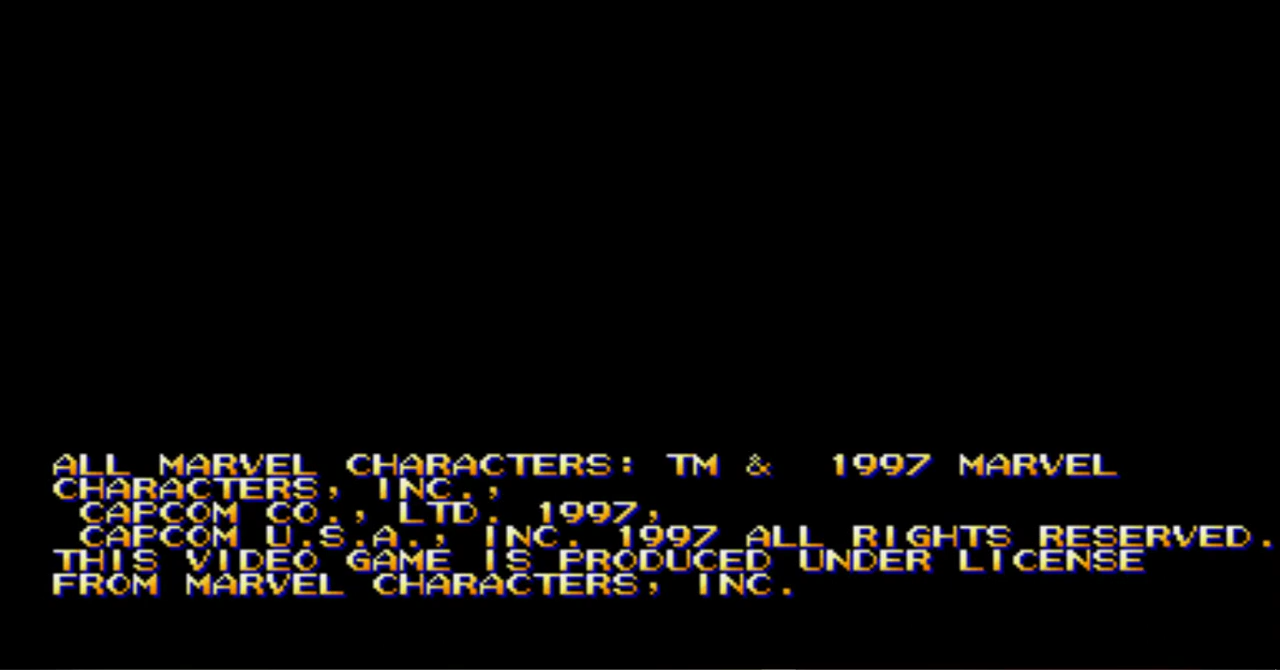 ALL MARVEL CHARACTERS: TM & 1997 MARVEL
CHARACTERS, INC.,
CAPCOM CO., LTD. 1997,
CAPCOM U.S.A., INC. 1997 ALL RIGHTS RESERVED.
THIS VIDEO GAME IS PRODUCED UNDER LICENSE
FROM MARVEL CHARACTERS, INC.